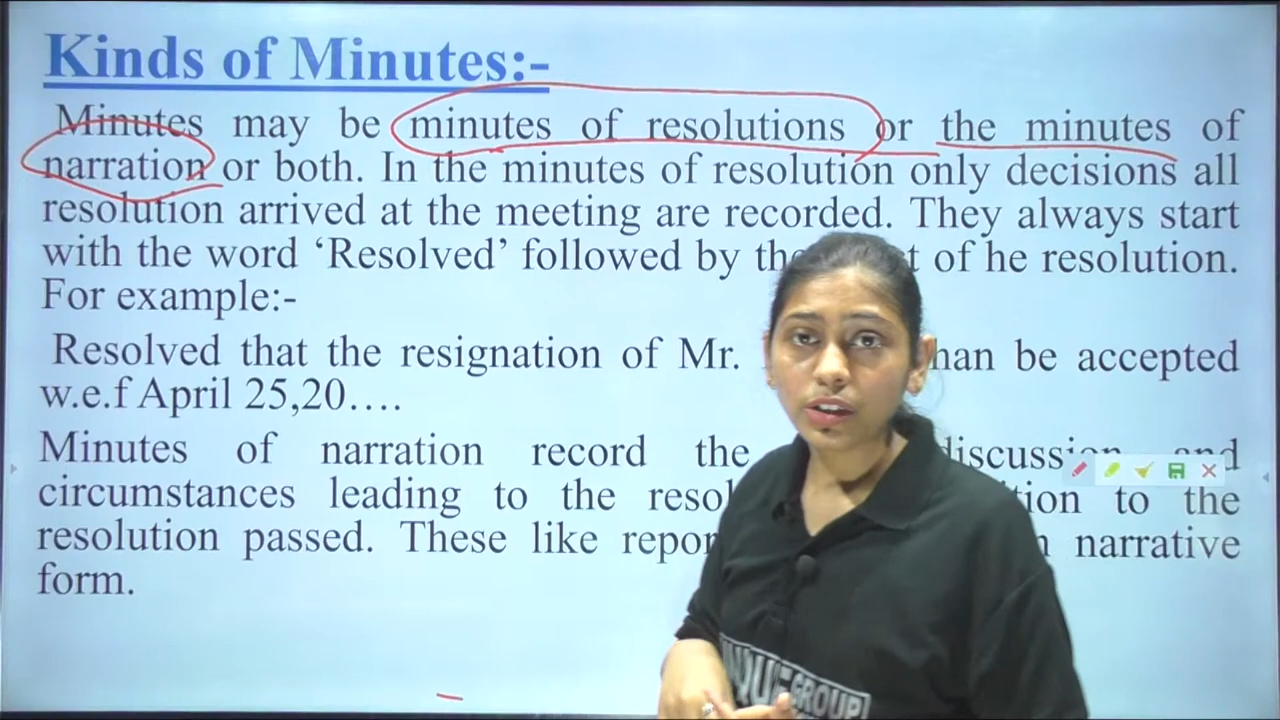 Kinds of Minutes:-
Minutes may be minutes of resolutions or the minutes of
narration or both. In the minutes of resolution only decisions all
resolution arrived at the meeting are recorded. They always start
with the word ‘Resolved’ followed by the of he resolution.
For example:-
Resolved that the resignation of Mr. be accepted
w.e.f April 25,20….
Minutes of narration record the discussion and
circumstances leading to the to the
resolution passed. These like narrative
form.
GROUP